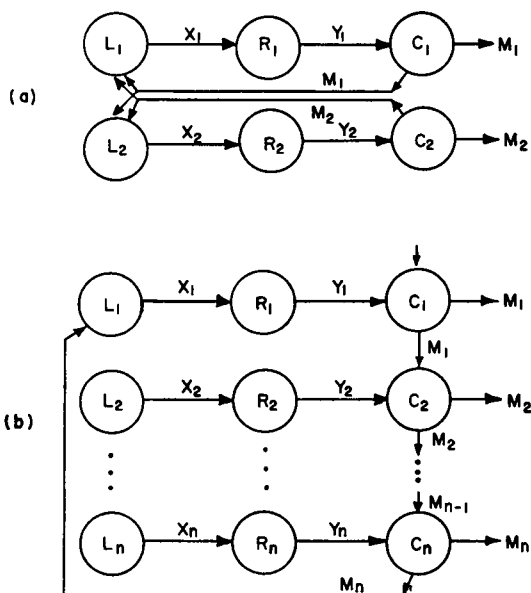 L₁ X₁ R₁ Y₁ C₁ M₁
M₁
(a)
M₂
L₂ X₂ R₂ Y₂ C₂ M₂
L₁ X₁ R₁ Y₁ C₁ M₁
M₁
L₂ X₂ R₂ Y₂ C₂ M₂
(b)
M₂
Mₙ₋₁
Lₙ Xₙ Rₙ Yₙ Cₙ Mₙ
Mₙ